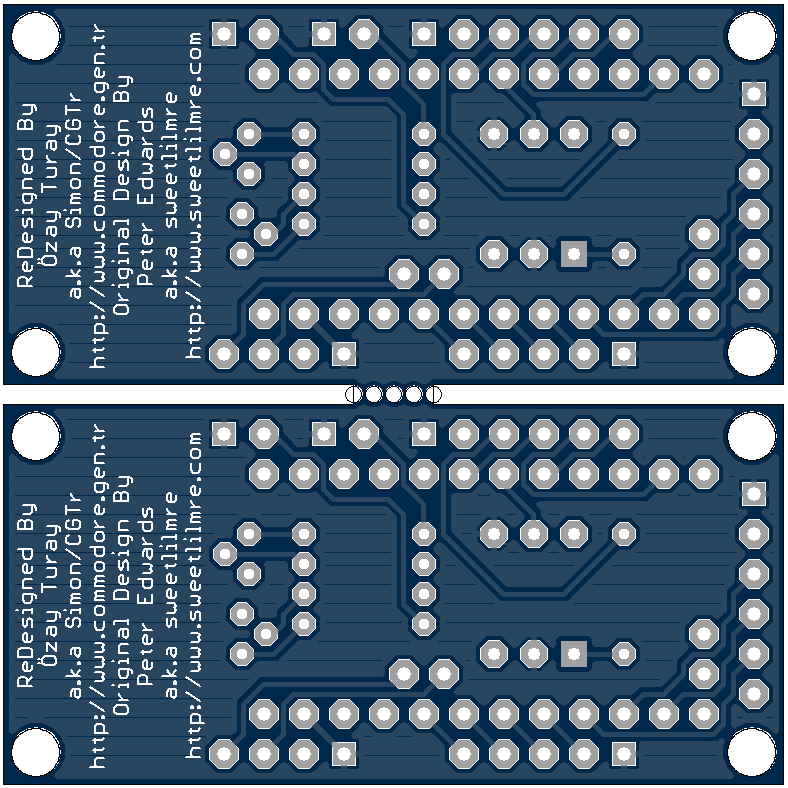 ReDesigned By
Özay Turay
a.k.a Simon/CGTr
http://www.commodore.gen.tr
Original Design By
Peter Edwards
a.k.a sweetlilmre
http://www.sweetlilmre.com
ReDesigned By
Özay Turay
a.k.a Simon/CGTr
http://www.commodore.gen.tr
Original Design By
Peter Edwards
a.k.a sweetlilmre
http://www.sweetlilmre.com